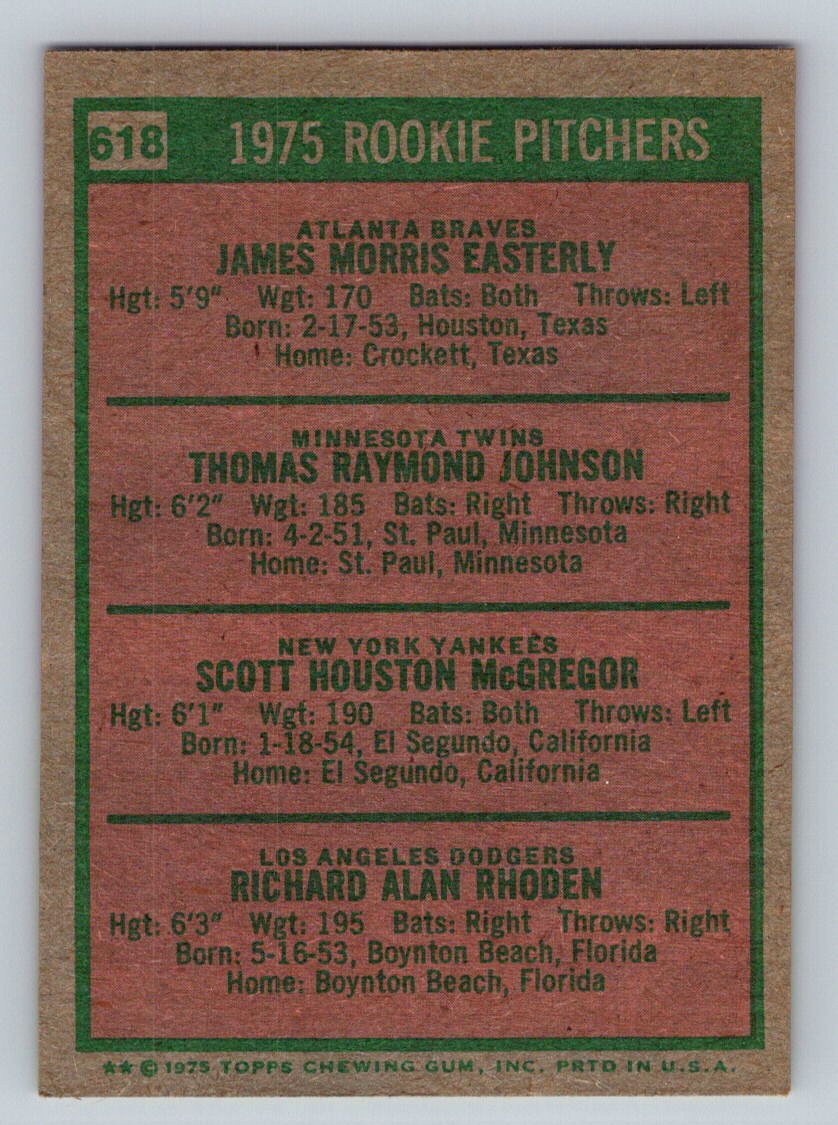 618 1975 ROOKIE PITCHERS
ATLANTA BRAVES
JAMES MORRIS EASTERLY
Hgt: 5'9" Wgt: 170 Bats: Both Throws: Left
Born: 2-17-53, Houston, Texas
Home: Crockett, Texas
MINNESOTA TWINS
THOMAS RAYMOND JOHNSON
Hgt: 6'2" Wgt: 185 Bats: Right Throws: Right
Born: 4-2-51, St. Paul, Minnesota
Home: St. Paul, Minnesota
NEW YORK YANKEES
SCOTT HOUSTON McGREGOR
Hgt: 6'1" Wgt: 190 Bats: Both Throws: Left
Born: 1-18-54, El Segundo, California
Home: El Segundo, California
LOS ANGELES DODGERS
RICHARD ALAN RHODEN
Hgt: 6'3" Wgt: 195 Bats: Right Throws: Right
Born: 5-16-53, Boynton Beach, Florida
Home: Boynton Beach, Florida
★★ © 1975 TOPPS CHEWING GUM, INC. PRTD IN U.S.A.